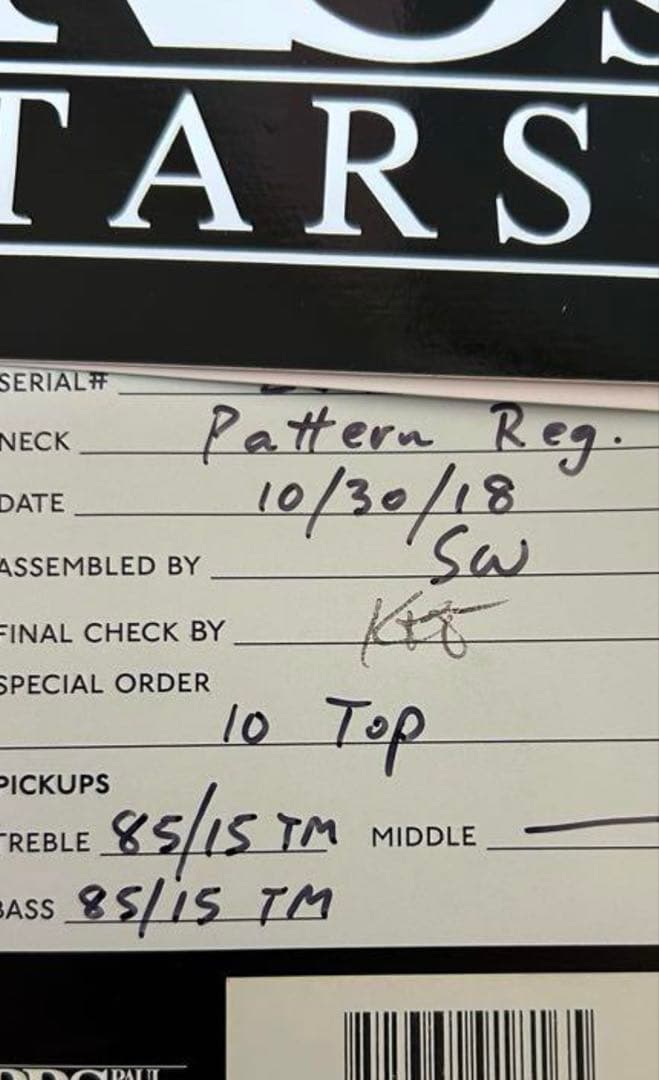 TARS
SERIAL#
NECK Pattern Reg.
DATE 10/30/18
ASSEMBLED BY SW
FINAL CHECK BY
SPECIAL ORDER
10 Top
PICKUPS
TREBLE 85/15 TM MIDDLE —
BASS 85/15 TM
PAUL